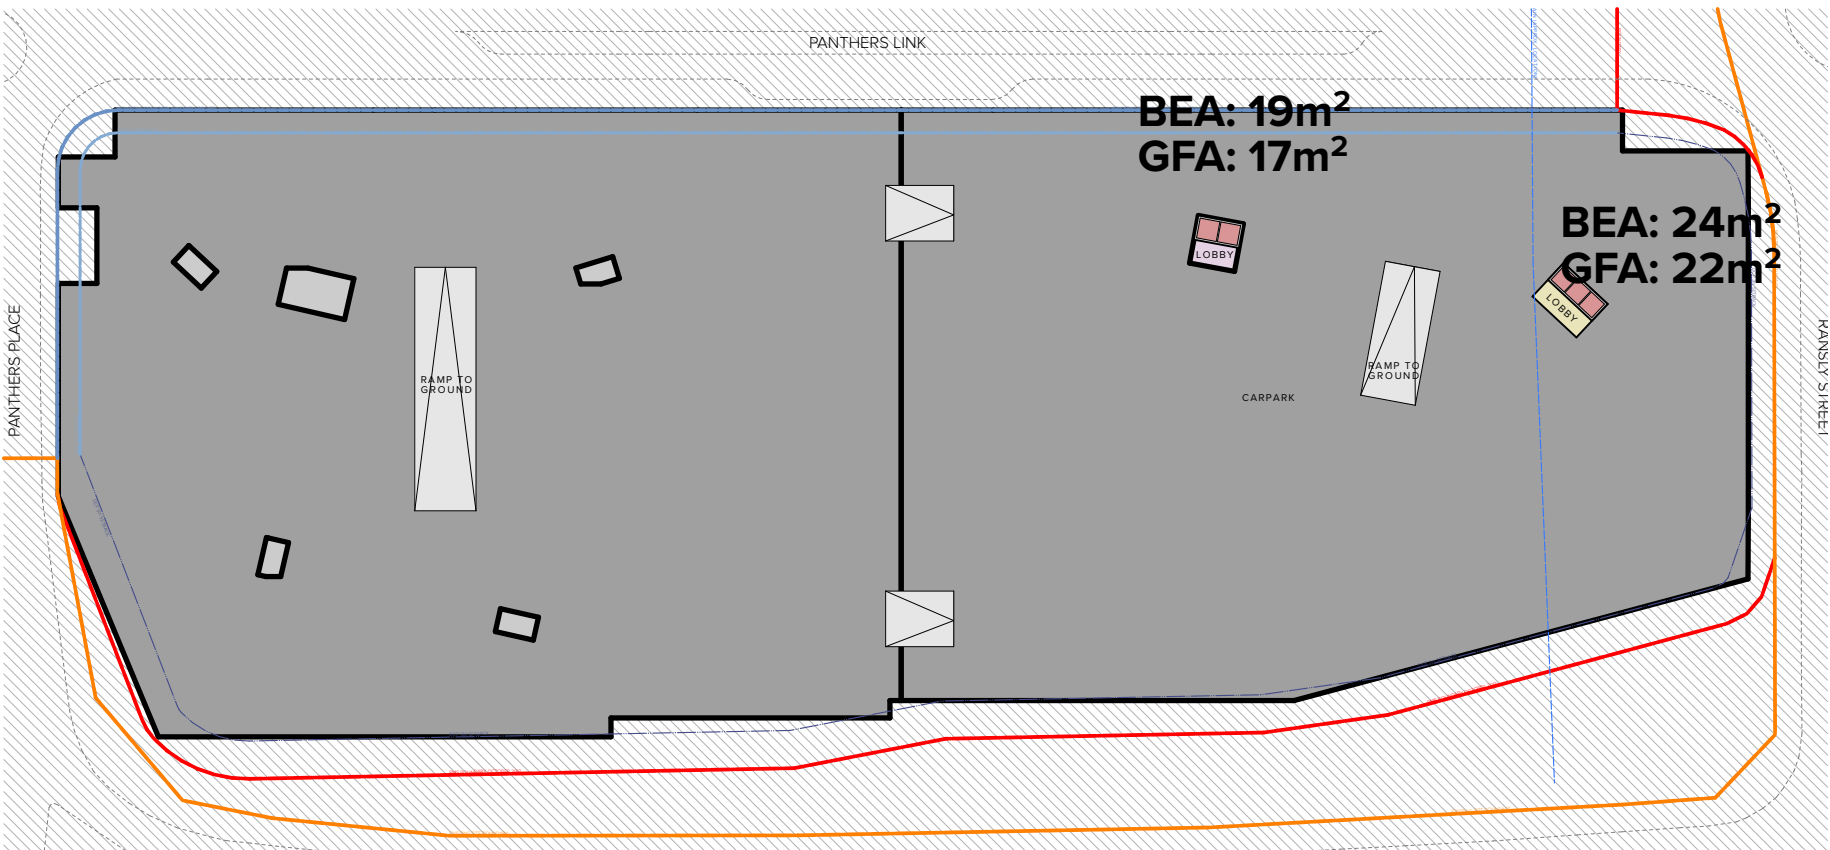 PANTHERS LINK
BEA: 19m²
GFA: 17m²
BEA: 24m²
GFA: 22m²
LOBBY
LOBBY
PANTHERS PLACE
RANSLY STREET
RAMP TO
GROUND
RAMP TO
GROUND
CARPARK